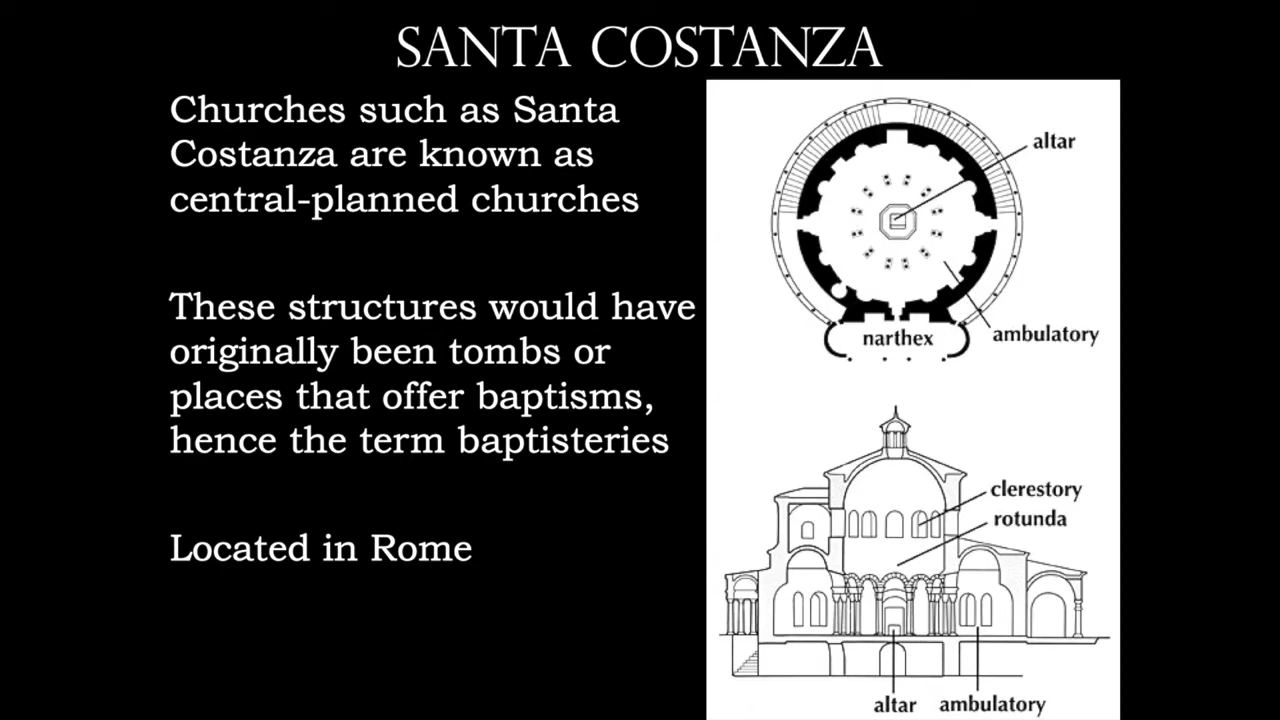 SANTA COSTANZA
Churches such as Santa
Costanza are known as
central-planned churches
These structures would have
originally been tombs or
places that offer baptisms,
hence the term baptisteries
Located in Rome
altar
ambulatory
narthex
clerestory
rotunda
altar
ambulatory